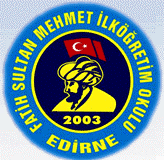 FATİH SULTAN MEHMET İLKÖĞRETİM OKULU
2003
EDİRNE